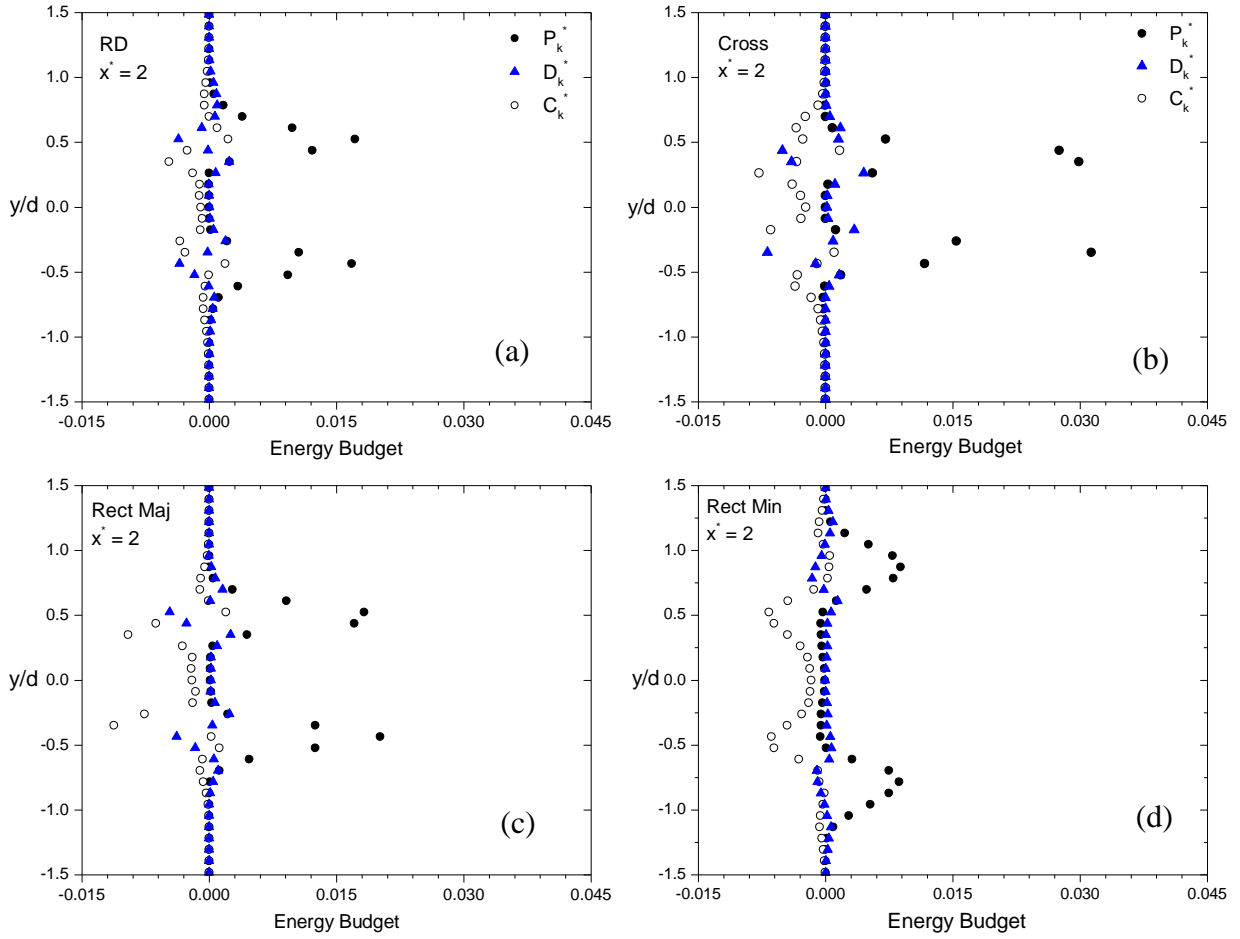 1.5
1.0
0.5
y/d 0.0
-0.5
-1.0
-1.5
RD
x* = 2
P_k*
D_k*
C_k*
(a)
-0.015 0.000 0.015 0.030 0.045
Energy Budget
1.5
1.0
0.5
y/d 0.0
-0.5
-1.0
-1.5
Cross
x* = 2
P_k*
D_k*
C_k*
(b)
-0.015 0.000 0.015 0.030 0.045
Energy Budget
1.5
1.0
0.5
y/d 0.0
-0.5
-1.0
-1.5
Rect Maj
x* = 2
(c)
-0.015 0.000 0.015 0.030 0.045
Energy Budget
1.5
1.0
0.5
y/d 0.0
-0.5
-1.0
-1.5
Rect Min
x* = 2
(d)
-0.015 0.000 0.015 0.030 0.045
Energy Budget